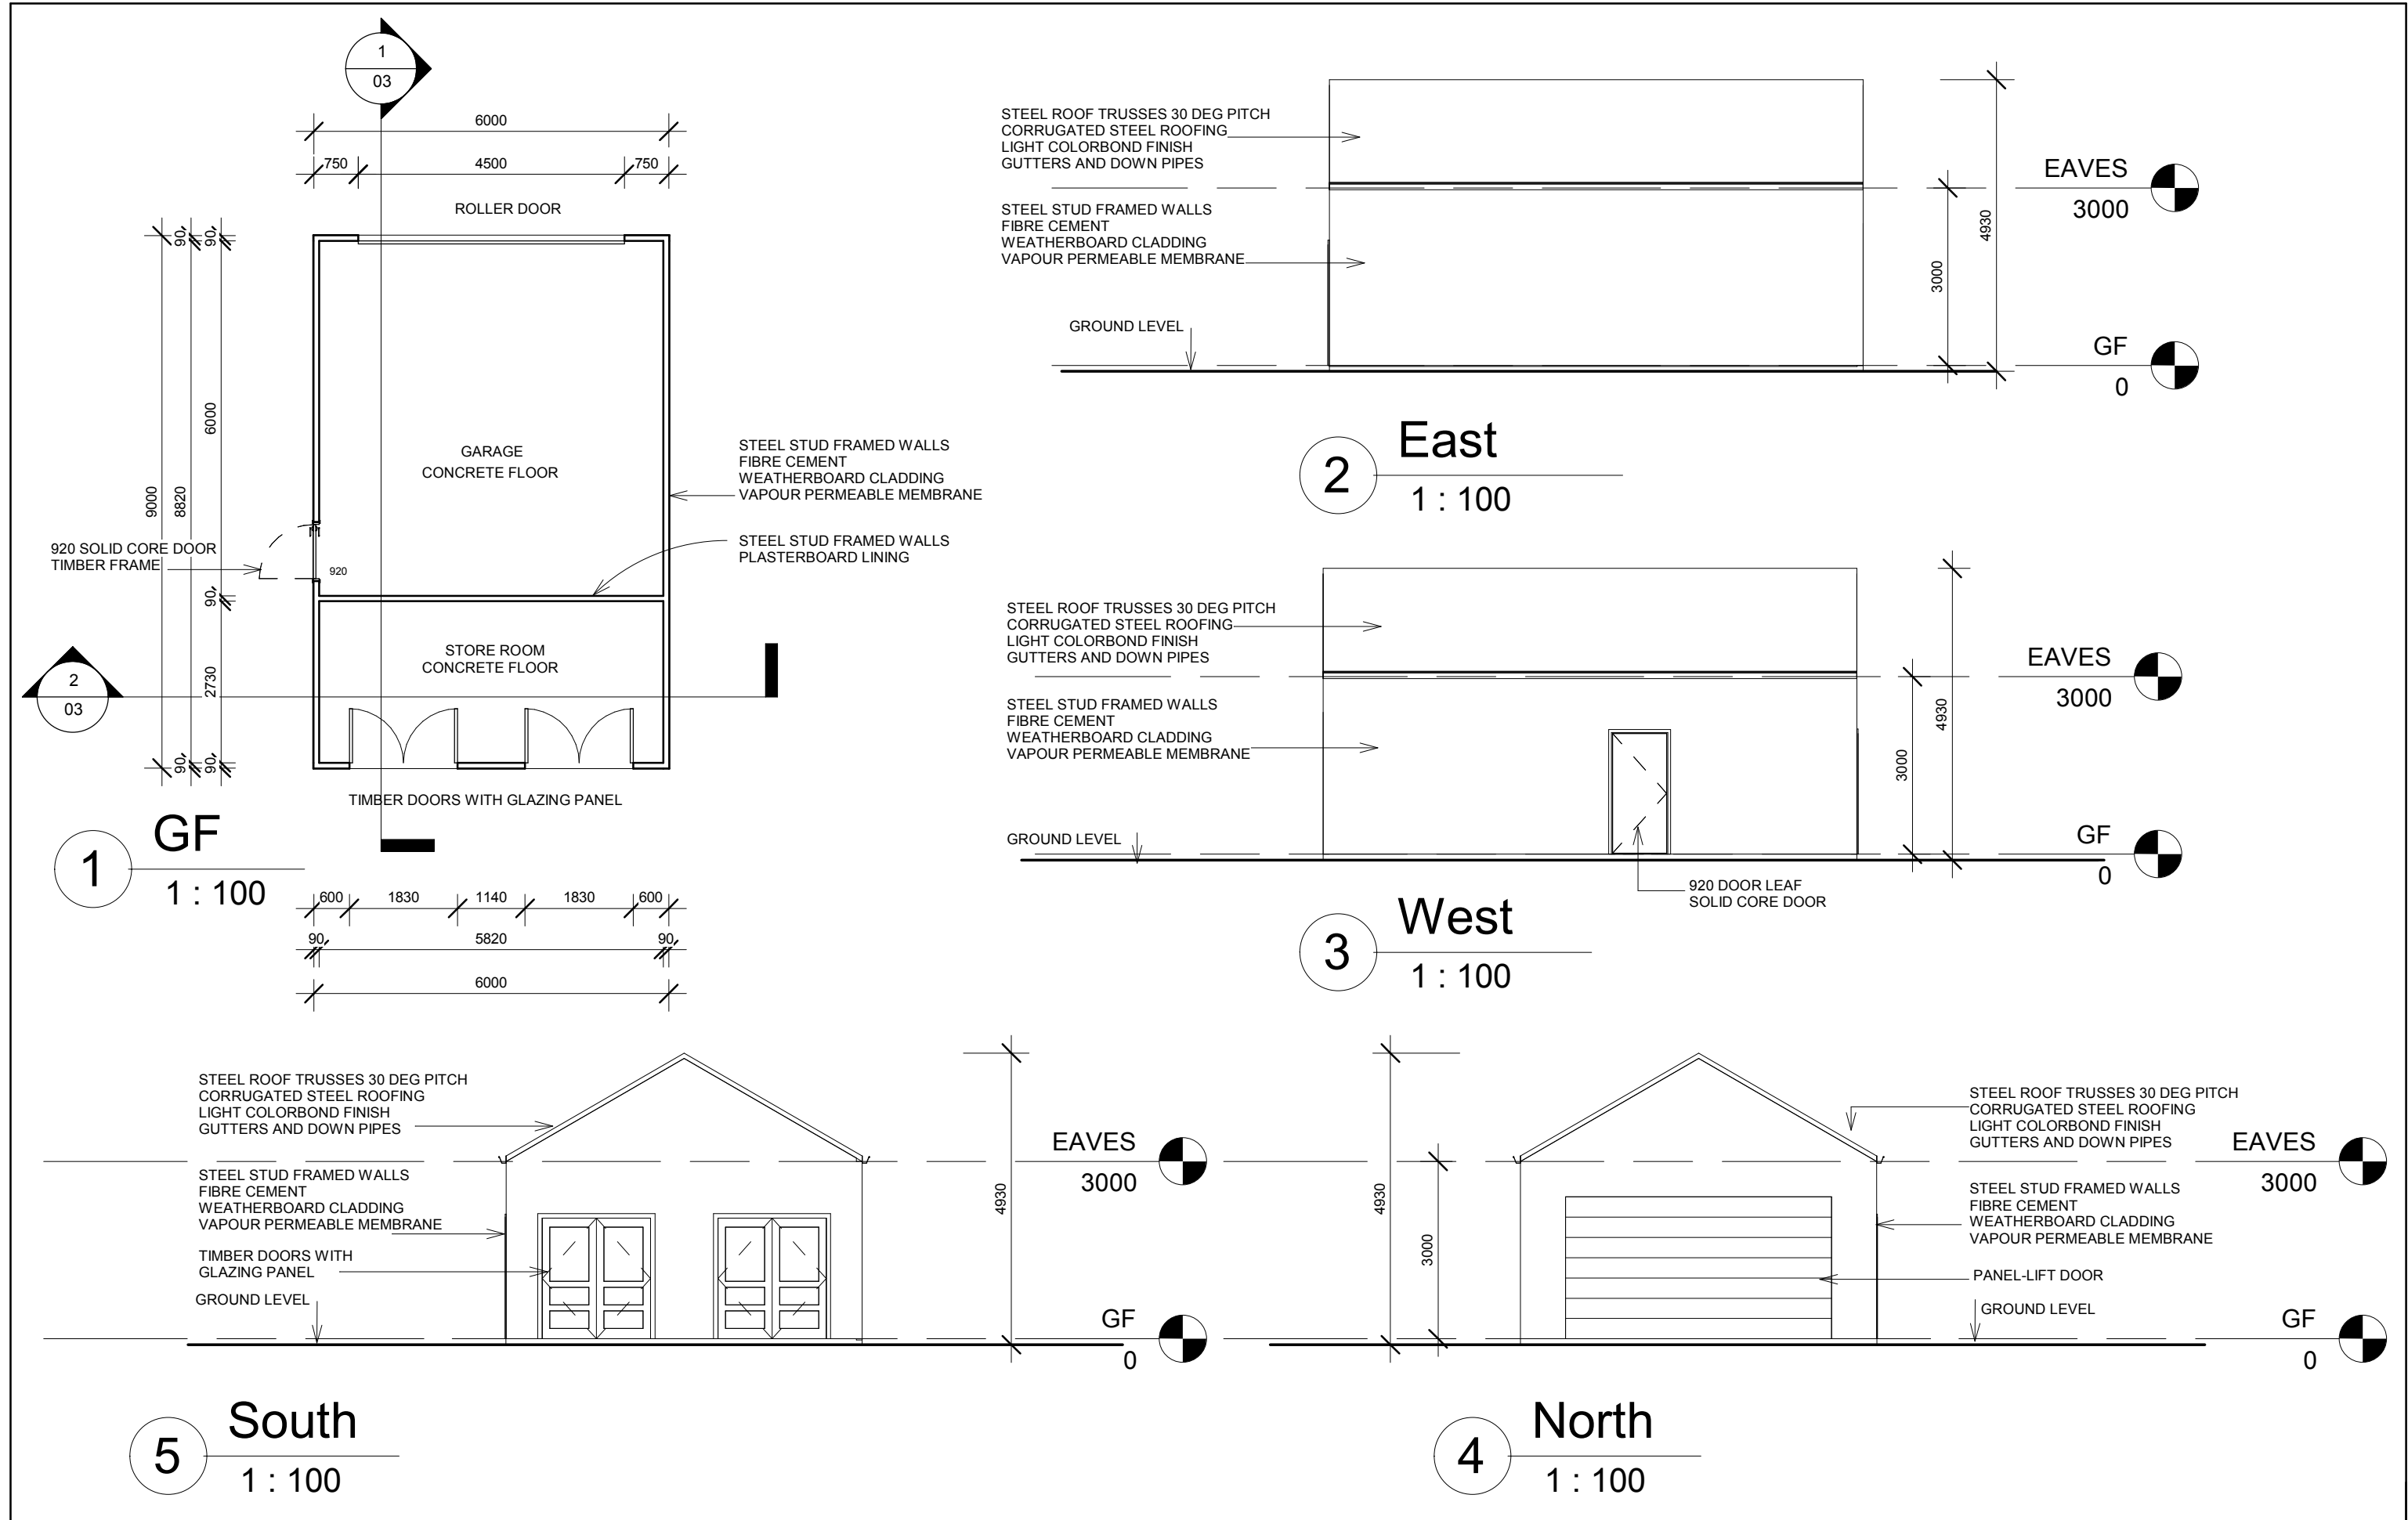 1
03
6000
750
4500
750
ROLLER DOOR
90
90
9000
8820
6000
GARAGE
CONCRETE FLOOR
STEEL STUD FRAMED WALLS
FIBRE CEMENT
WEATHERBOARD CLADDING
VAPOUR PERMEABLE MEMBRANE
STEEL STUD FRAMED WALLS
PLASTERBOARD LINING
920 SOLID CORE DOOR
TIMBER FRAME
920
90
STORE ROOM
CONCRETE FLOOR
2730
2
03
90
90
TIMBER DOORS WITH GLAZING PANEL
1
GF
1 : 100
600
1830
1140
1830
600
90
5820
90
6000
STEEL ROOF TRUSSES 30 DEG PITCH
CORRUGATED STEEL ROOFING
LIGHT COLORBOND FINISH
GUTTERS AND DOWN PIPES
STEEL STUD FRAMED WALLS
FIBRE CEMENT
WEATHERBOARD CLADDING
VAPOUR PERMEABLE MEMBRANE
GROUND LEVEL
3000
4930
EAVES
3000
GF
0
2
East
1 : 100
STEEL ROOF TRUSSES 30 DEG PITCH
CORRUGATED STEEL ROOFING
LIGHT COLORBOND FINISH
GUTTERS AND DOWN PIPES
STEEL STUD FRAMED WALLS
FIBRE CEMENT
WEATHERBOARD CLADDING
VAPOUR PERMEABLE MEMBRANE
GROUND LEVEL
920 DOOR LEAF
SOLID CORE DOOR
3000
4930
EAVES
3000
GF
0
3
West
1 : 100
STEEL ROOF TRUSSES 30 DEG PITCH
CORRUGATED STEEL ROOFING
LIGHT COLORBOND FINISH
GUTTERS AND DOWN PIPES
STEEL STUD FRAMED WALLS
FIBRE CEMENT
WEATHERBOARD CLADDING
VAPOUR PERMEABLE MEMBRANE
TIMBER DOORS WITH
GLAZING PANEL
GROUND LEVEL
4930
EAVES
3000
GF
0
5
South
1 : 100
4930
3000
STEEL ROOF TRUSSES 30 DEG PITCH
CORRUGATED STEEL ROOFING
LIGHT COLORBOND FINISH
GUTTERS AND DOWN PIPES
STEEL STUD FRAMED WALLS
FIBRE CEMENT
WEATHERBOARD CLADDING
VAPOUR PERMEABLE MEMBRANE
PANEL-LIFT DOOR
GROUND LEVEL
EAVES
3000
GF
0
4
North
1 : 100